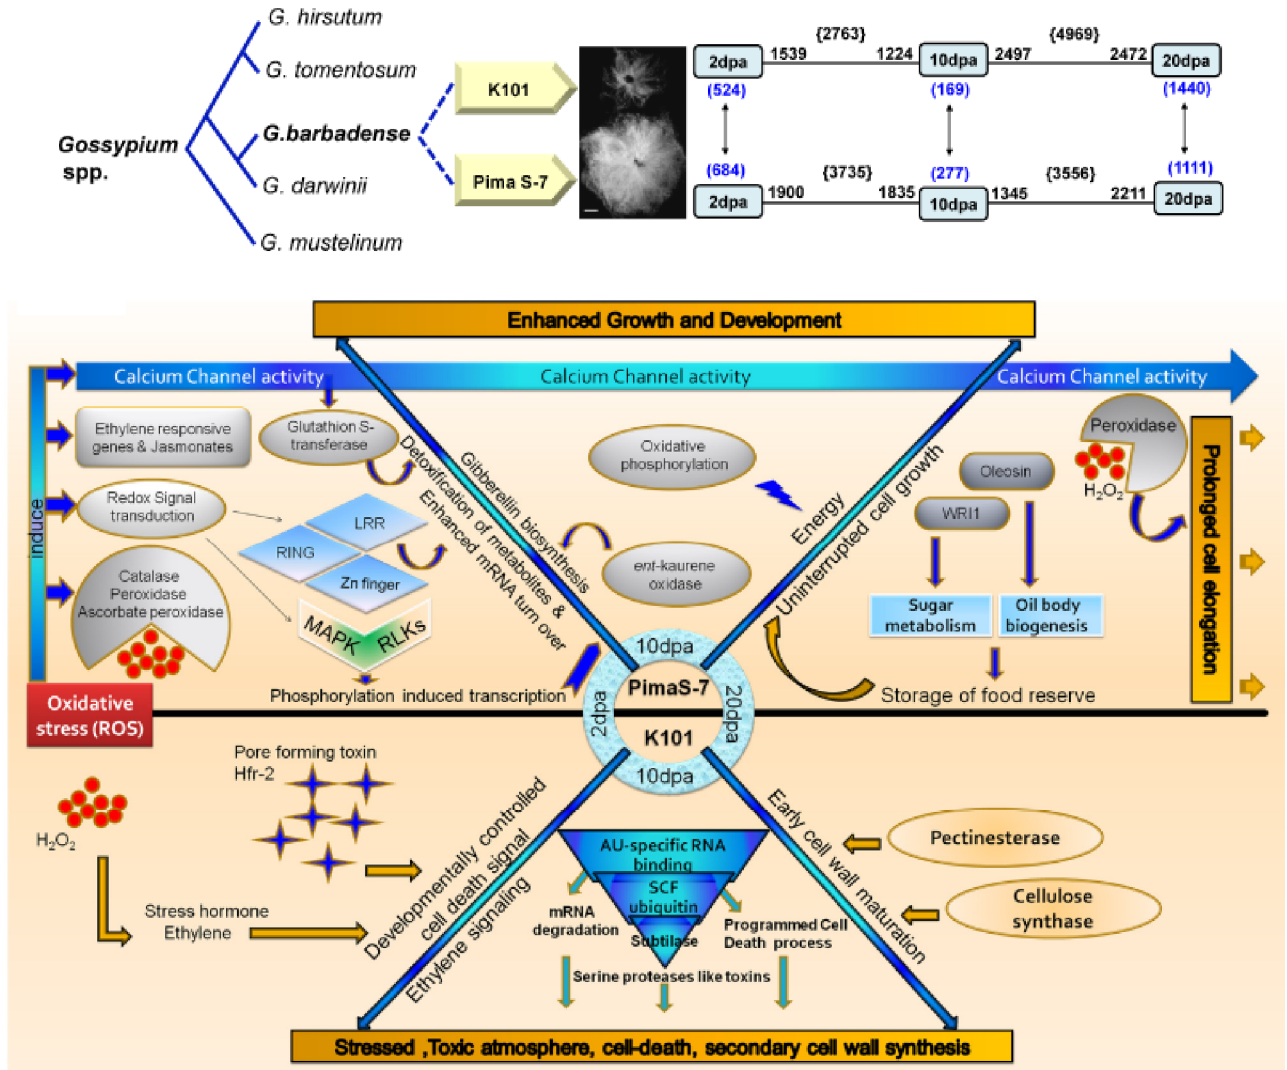 G. hirsutum
G. tomentosum
G.barbadense
G. darwinii
G. mustelinum
Gossypium
spp.
K101
Pima S-7
2dpa
1539
{2763}
1224
10dpa
2497
{4969}
2472
20dpa
(524)
(169)
(1440)
(684)
(277)
(1111)
2dpa
1900
{3735}
1835
10dpa
1345
{3556}
2211
20dpa
Enhanced Growth and Development
Calcium Channel activity
Calcium Channel activity
Calcium Channel activity
induce
Ethylene responsive
genes & Jasmonates
Glutathion S-
transferase
Redox Signal
transduction
LRR
RING
Zn finger
Catalase
Peroxidase
Ascorbate peroxidase
MAPK
RLKs
Phosphorylation induced transcription
Gibberellin biosynthesis
Detoxification of metabolites &
Enhanced mRNA turn over
Oxidative
phosphorylation
ent-kaurene
oxidase
Energy
Uninterrupted cell growth
Oleosin
WRI1
Sugar
metabolism
Oil body
biogenesis
Storage of food reserve
Peroxidase
H2O2
Prolonged cell elongation
Oxidative
stress (ROS)
10dpa
PimaS-7
2dpa
20dpa
K101
10dpa
Pore forming toxin
Hfr-2
H2O2
Stress hormone
Ethylene
Developmentally controlled
cell death signal
Ethylene signaling
AU-specific RNA
binding
SCF
ubiquitin
Subtilase
mRNA
degradation
Programmed Cell
Death process
Serine proteases like toxins
Early cell wall maturation
Pectinesterase
Cellulose
synthase
Stressed ,Toxic atmosphere, cell-death, secondary cell wall synthesis